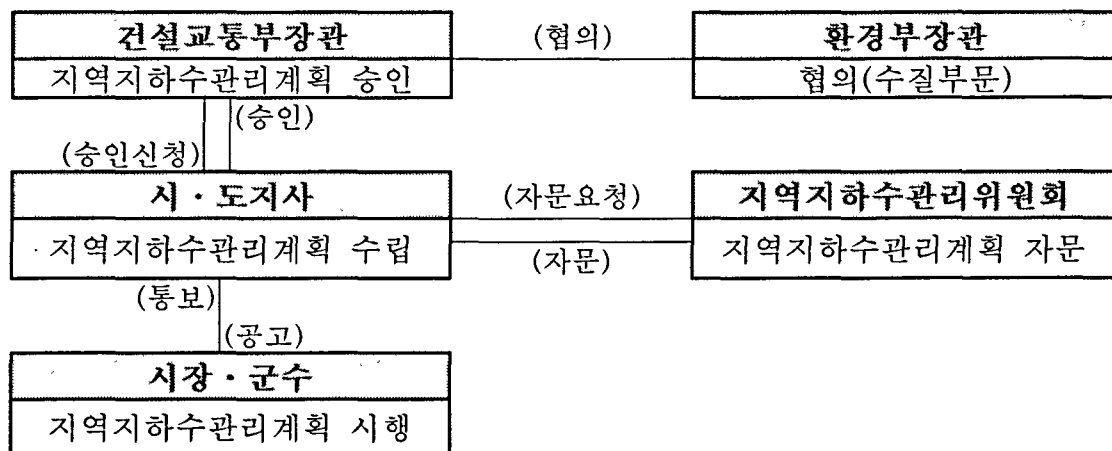 건설교통부장관 (협의) 환경부장관
지역지하수관리계획 승인 협의(수질부문)
(승인)
(승인신청)
시·도지사 (자문요청) 지역지하수관리위원회
지역지하수관리계획 수립 (자문) 지역지하수관리계획 자문
(통보)
(공고)
시장·군수
지역지하수관리계획 시행